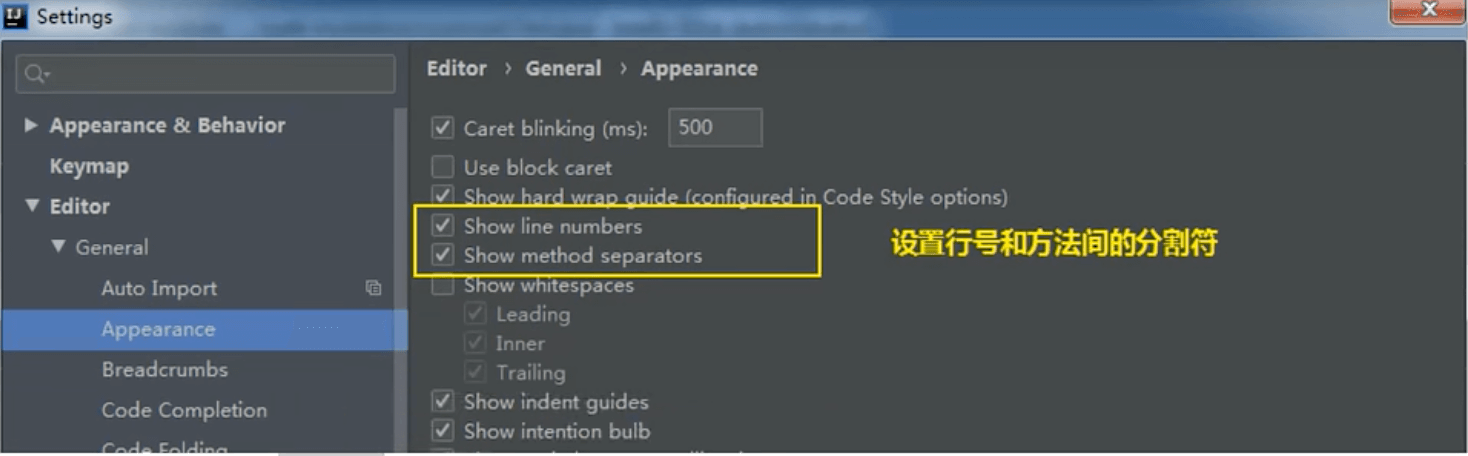 Settings
Editor › General › Appearance
Appearance & Behavior
Keymap
Editor
General
Auto Import
Appearance
Breadcrumbs
Code Completion
Code Folding
Caret blinking (ms): 500
Use block caret
Show hard wrap guide (configured in Code Style options)
Show line numbers
Show method separators
设置行号和方法间的分割符
Show whitespaces
Leading
Inner
Trailing
Show indent guides
Show intention bulb